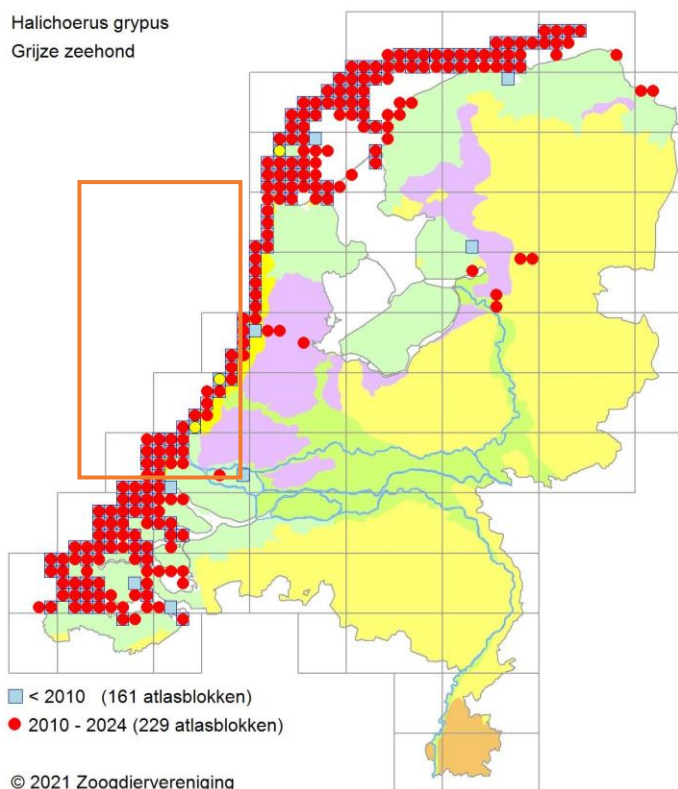 Halichoerus grypus
Grijze zeehond
< 2010 (161 atlasblokken)
2010 - 2024 (229 atlasblokken)
© 2021 Zoogdiervereniging